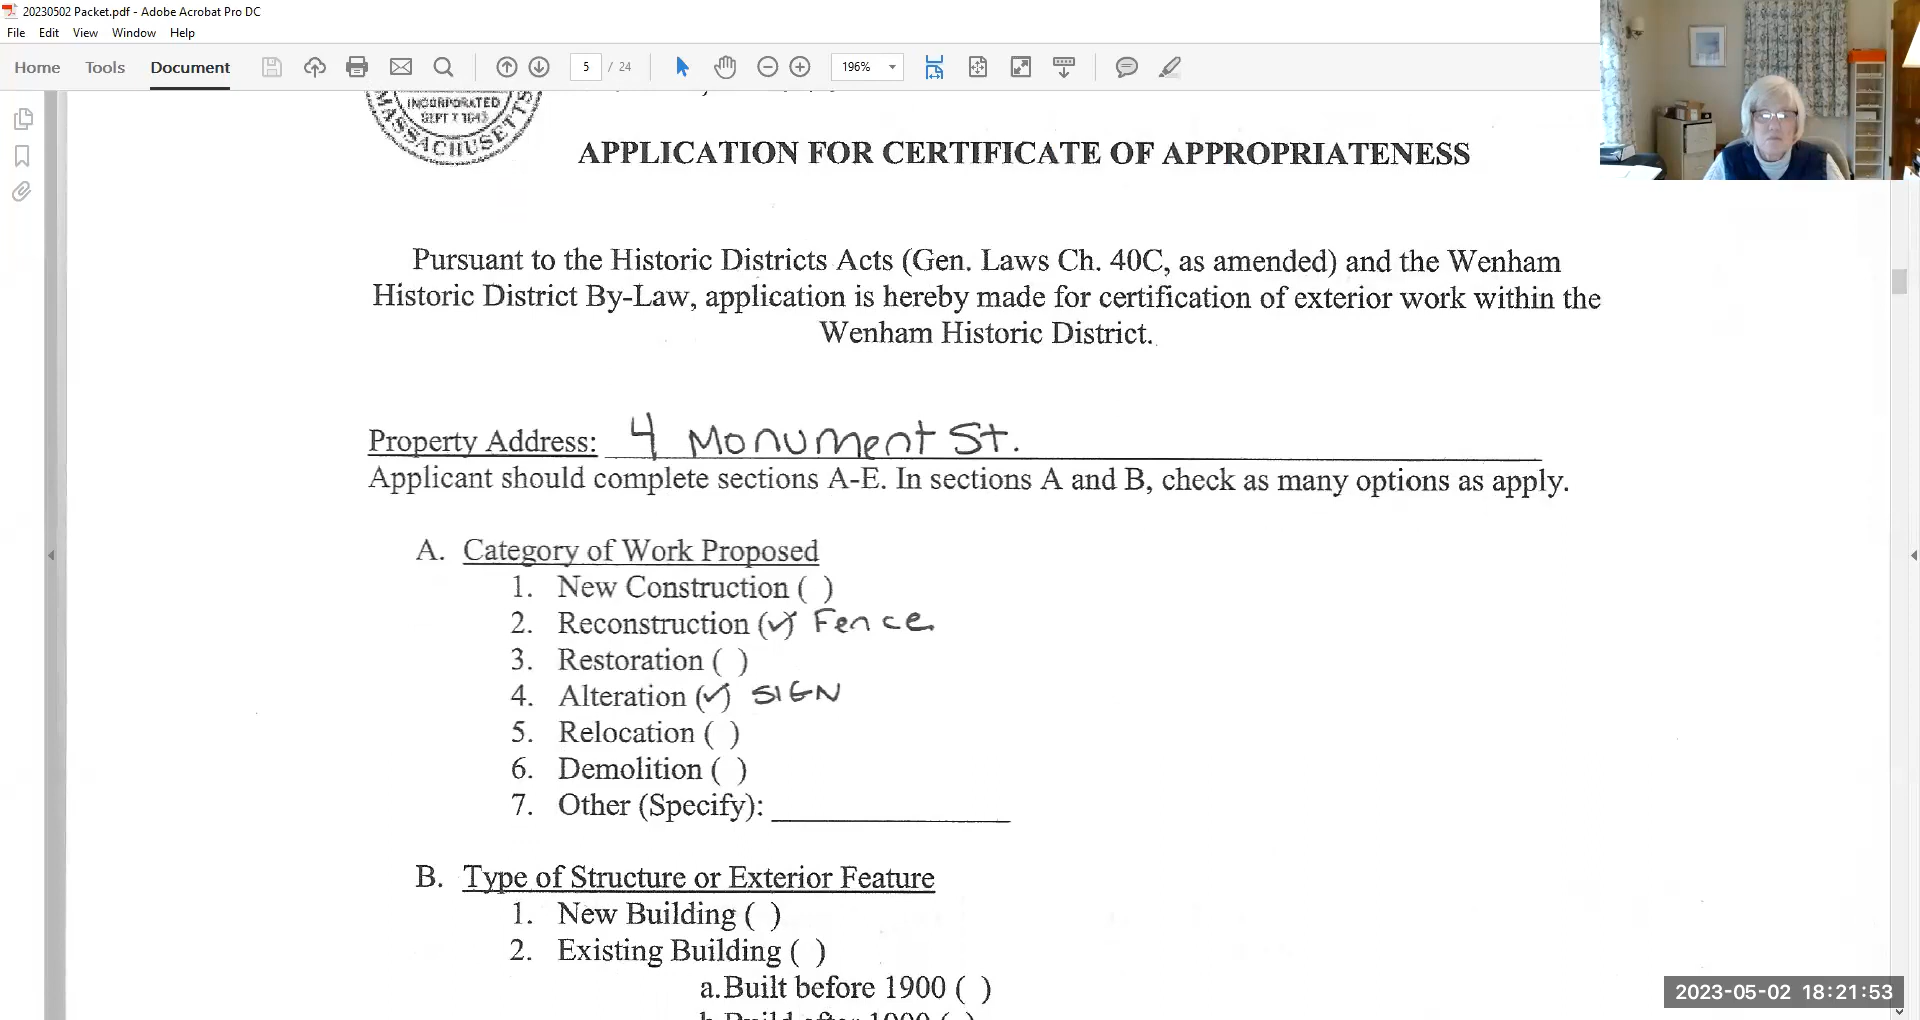 20230502 Packet.pdf - Adobe Acrobat Pro DC
File Edit View Window Help
Home Tools Document 5 / 24 196%
INCORPORATED
SEPT 7 1643
MASSACHUSETTS
APPLICATION FOR CERTIFICATE OF APPROPRIATENESS
Pursuant to the Historic Districts Acts (Gen. Laws Ch. 40C, as amended) and the Wenham
Historic District By-Law, application is hereby made for certification of exterior work within the
Wenham Historic District.
Property Address: 4 Monument St.
Applicant should complete sections A-E. In sections A and B, check as many options as apply.
A. Category of Work Proposed
1. New Construction ( )
2. Reconstruction (✓) Fence
3. Restoration ( )
4. Alteration (✓) SIGN
5. Relocation ( )
6. Demolition ( )
7. Other (Specify):
B. Type of Structure or Exterior Feature
1. New Building ( )
2. Existing Building ( )
a.Built before 1900 ( )
2023-05-02 18:21:53